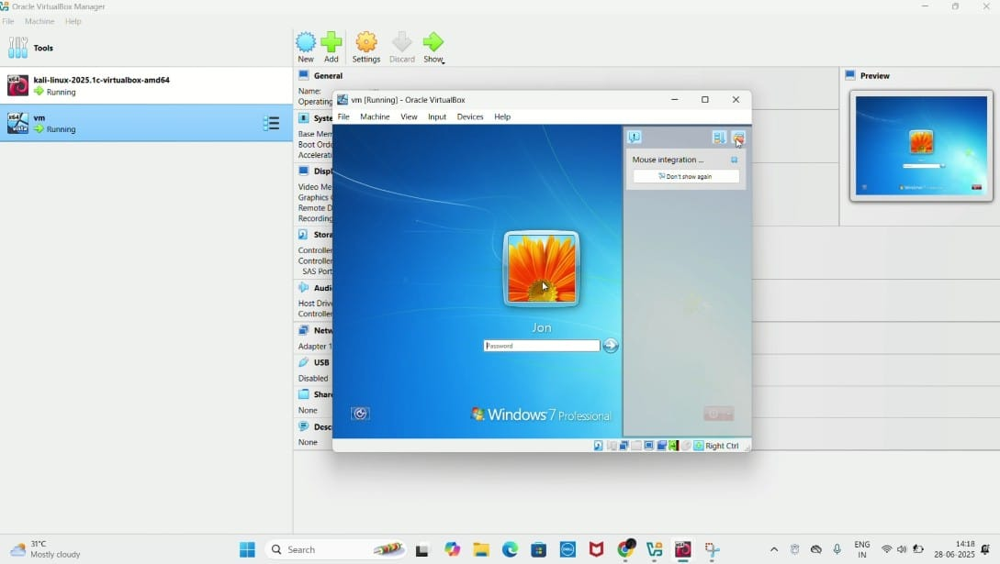 Oracle VirtualBox Manager
File Machine Help
Tools
New Add Settings Discard Show
kali-linux-2025.1c-virtualbox-amd64
Running
vm
Running
General
Name:
Operating
Preview
vm [Running] - Oracle VirtualBox
File Machine View Input Devices Help
Syste
Base Mem
Boot Ord
Accelerati
Displ
Video Me
Graphics C
Remote D
Recording
Stora
Controller
Controller
SAS Port
Audi
Host Drive
Controller
Netw
Adapter 1
USB
Disabled
Share
None
Desc
None
Mouse integration ...
Don't show again
Jon
Password
Windows 7 Professional
Right Ctrl
31°C
Mostly cloudy
Search
ENG
IN
14:18
28-06-2025